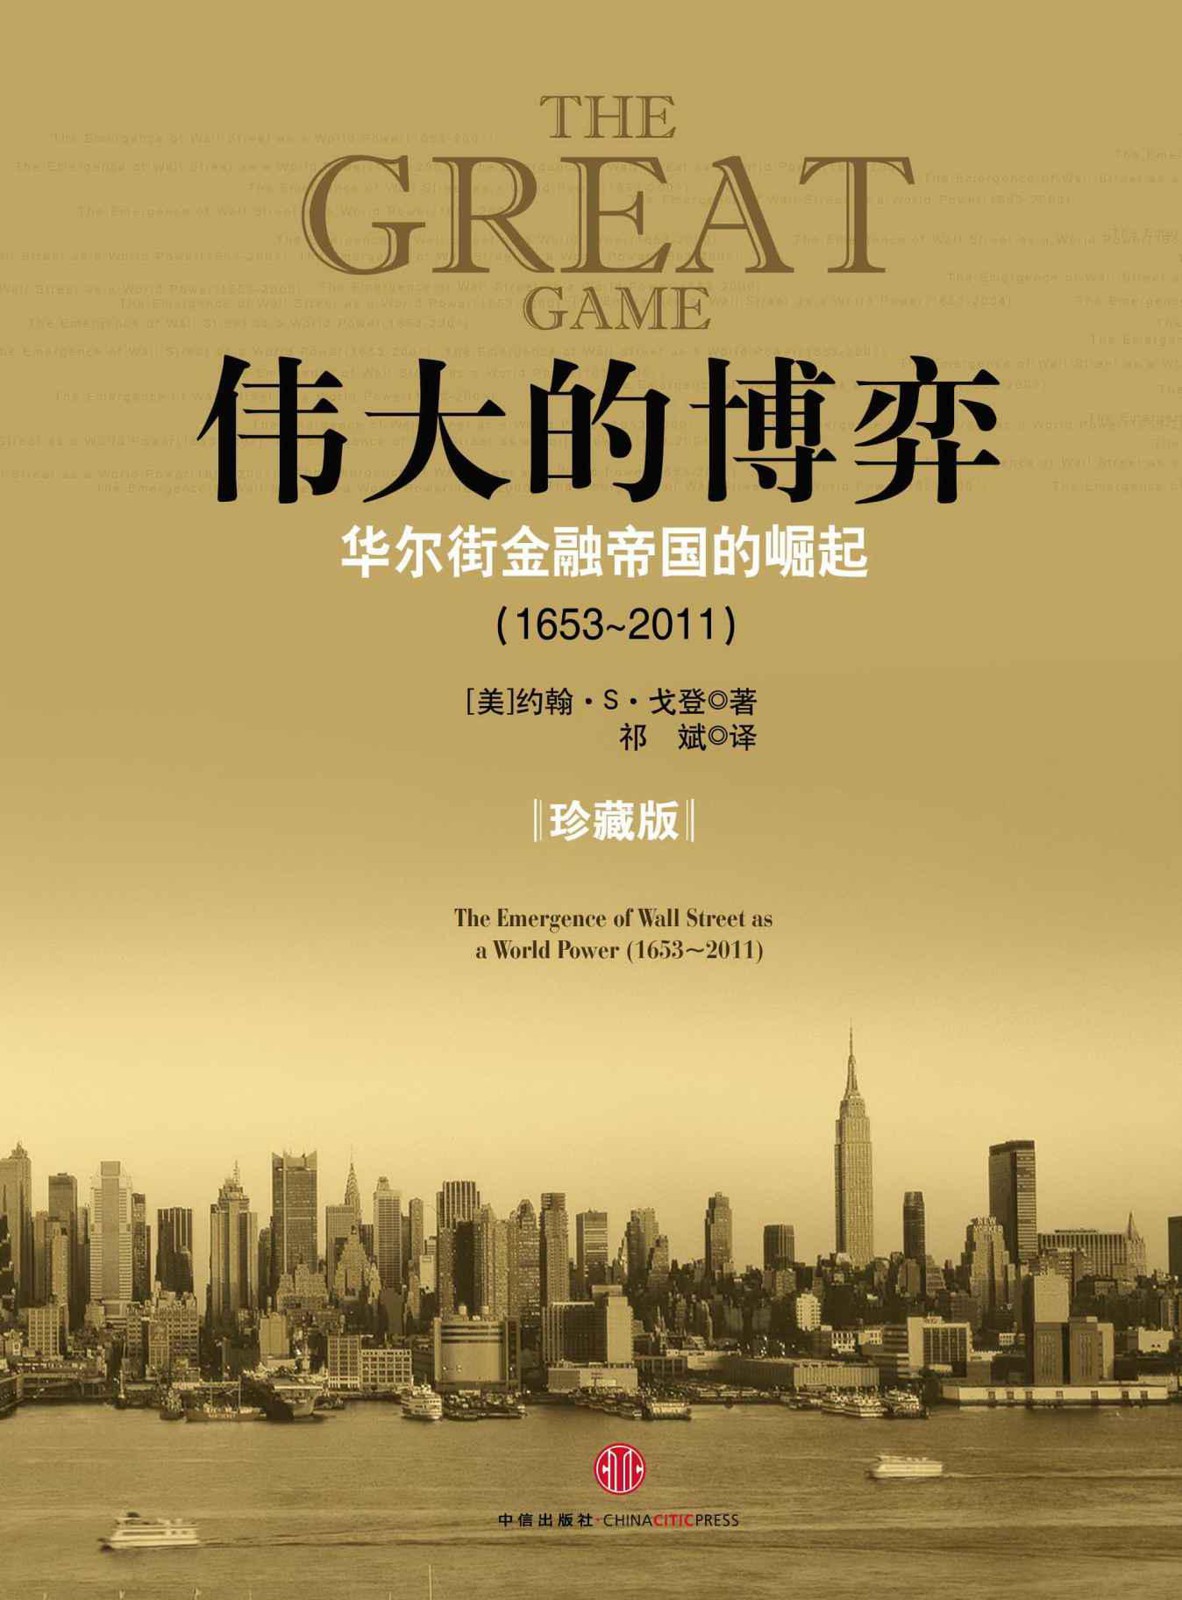 THE
GREAT
GAME
伟大的博弈
华尔街金融帝国的崛起
(1653~2011)
[美]约翰·S·戈登◎著
祁 斌◎译
珍藏版
The Emergence of Wall Street as
a World Power (1653~2011)
NEW
YORKER
中信出版社·CHINACITICPRESS